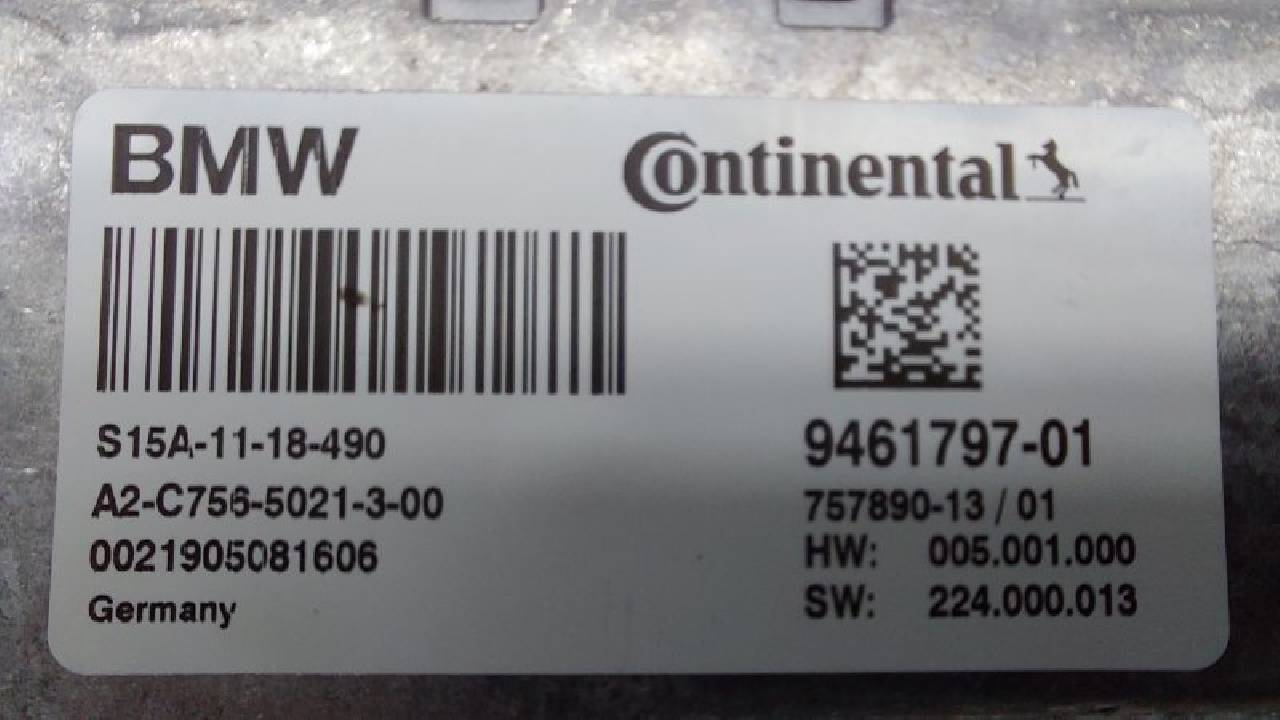 BMW
Continental
S15A-11-18-490
A2-C756-5021-3-00
0021905081606
Germany
9461797-01
757890-13 / 01
HW: 005.001.000
SW: 224.000.013